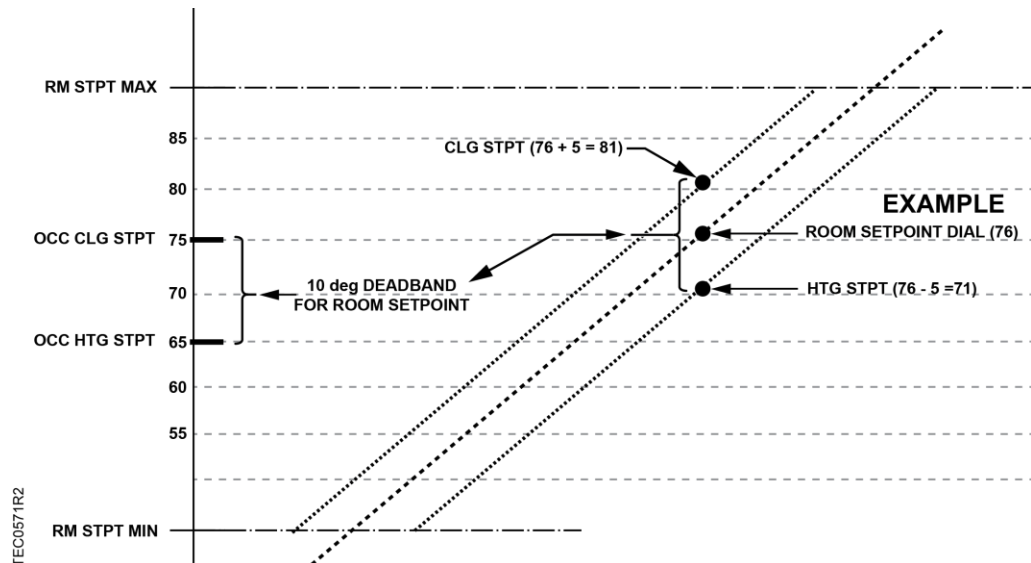 RM STPT MAX
85
CLG STPT (76 + 5 = 81)
80
EXAMPLE
OCC CLG STPT
75
ROOM SETPOINT DIAL (76)
10 deg DEADBAND
FOR ROOM SETPOINT
70
HTG STPT (76 - 5 =71)
OCC HTG STPT
65
60
55
RM STPT MIN
TEC0571R2